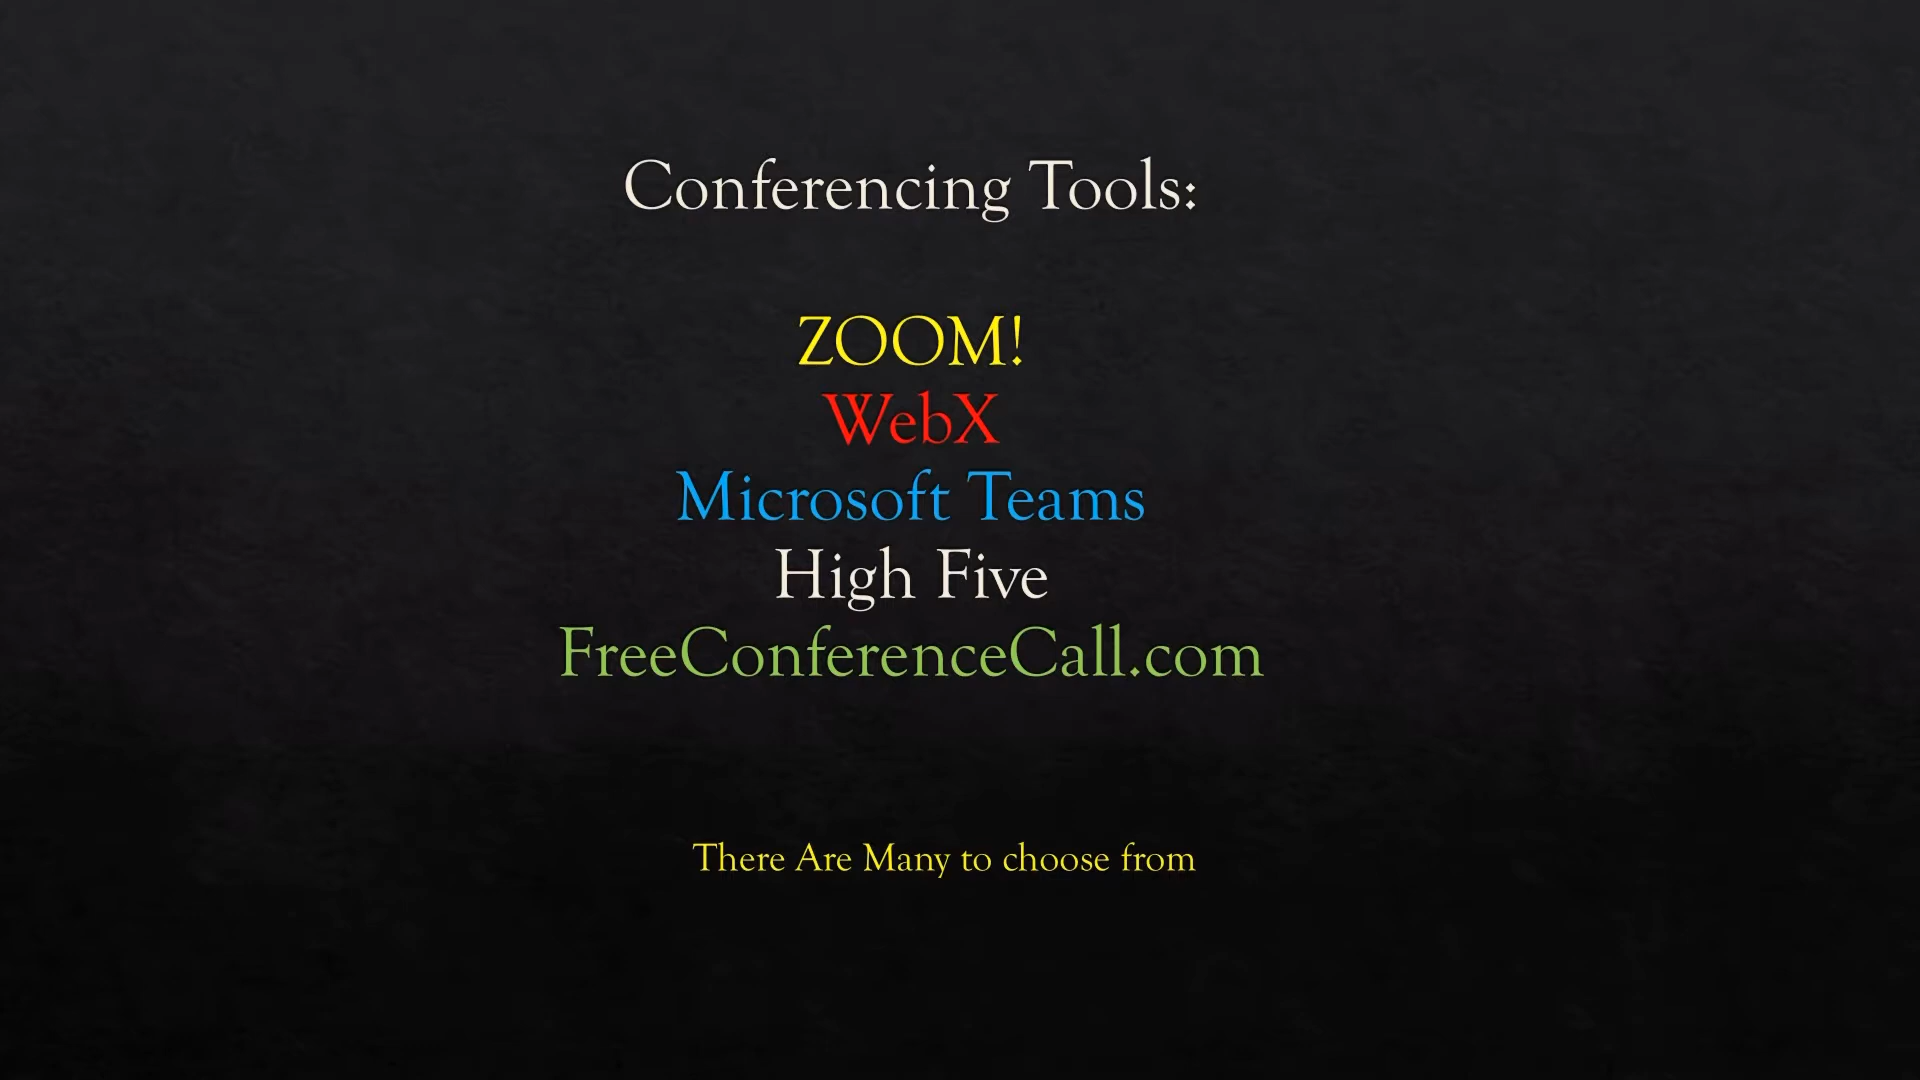 Conferencing Tools:
ZOOM!
WebX
Microsoft Teams
High Five
FreeConferenceCall.com
There Are Many to choose from